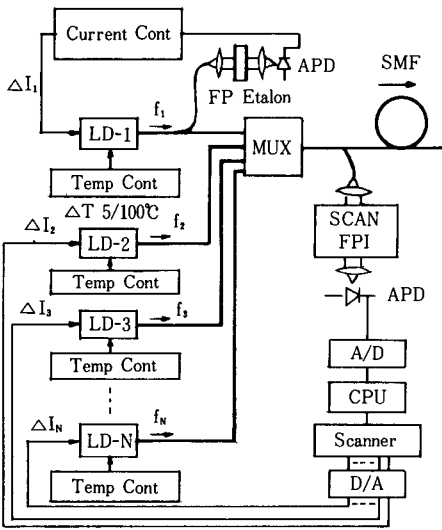 Current Cont
APD
SMF
FP Etalon
△I₁
f₁
LD-1
MUX
Temp Cont
△T 5/100℃
△I₂
f₂
LD-2
SCAN
FPI
Temp Cont
△I₃
f₃
LD-3
APD
Temp Cont
A/D
CPU
△I_N
f_N
LD-N
Scanner
Temp Cont
D/A